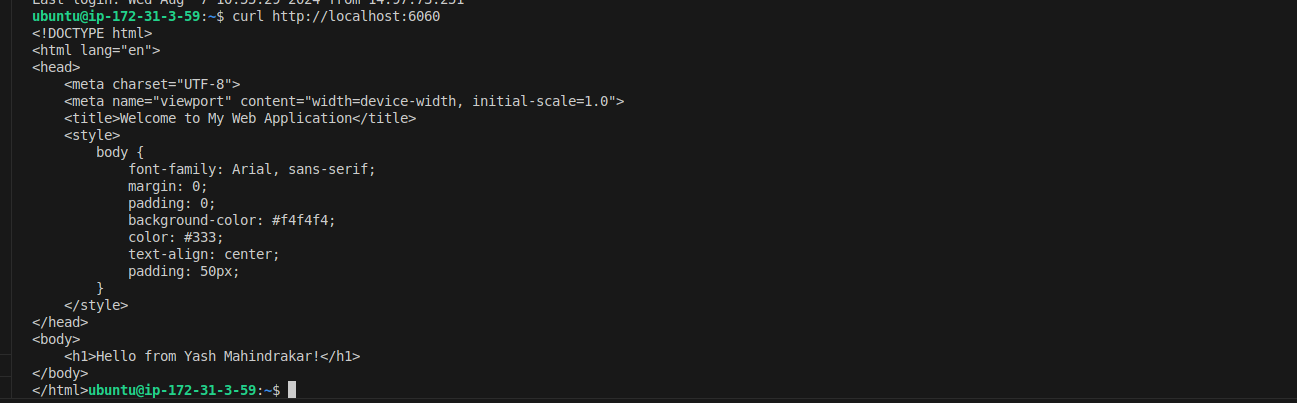 Last login: Wed Aug 7 10:53:29 2024 from 14.97.73.251
ubuntu@ip-172-31-3-59:~$ curl http://localhost:6060
<!DOCTYPE html>
<html lang="en">
<head>
    <meta charset="UTF-8">
    <meta name="viewport" content="width=device-width, initial-scale=1.0">
    <title>Welcome to My Web Application</title>
    <style>
        body {
            font-family: Arial, sans-serif;
            margin: 0;
            padding: 0;
            background-color: #f4f4f4;
            color: #333;
            text-align: center;
            padding: 50px;
        }
    </style>
</head>
<body>
    <h1>Hello from Yash Mahindrakar!</h1>
</body>
</html>ubuntu@ip-172-31-3-59:~$